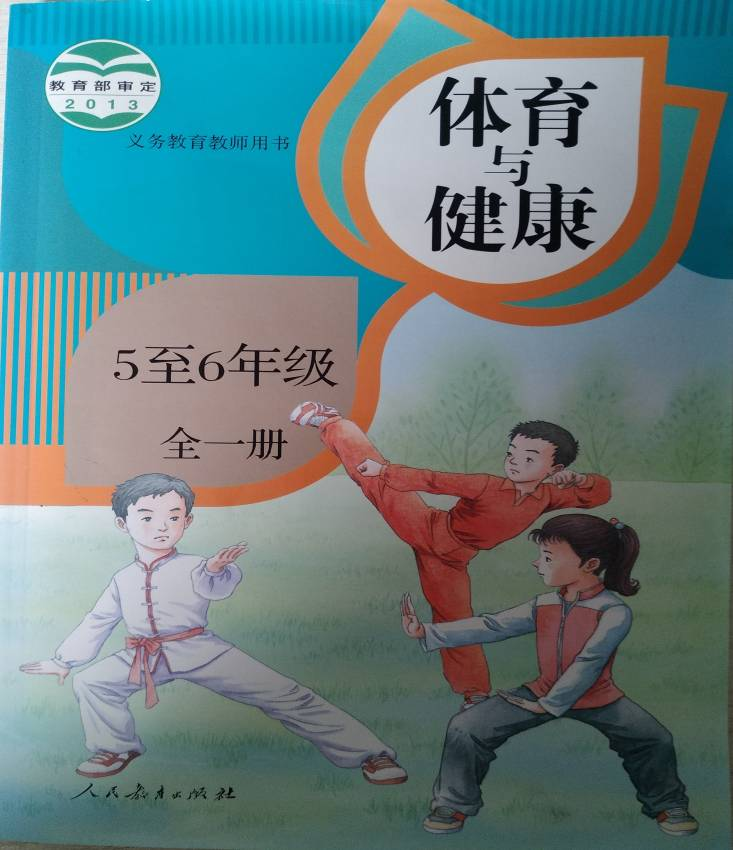 教育部审定
2013
义务教育教师用书
体育
与
健康
5至6年级
全一册
人民教育出版社